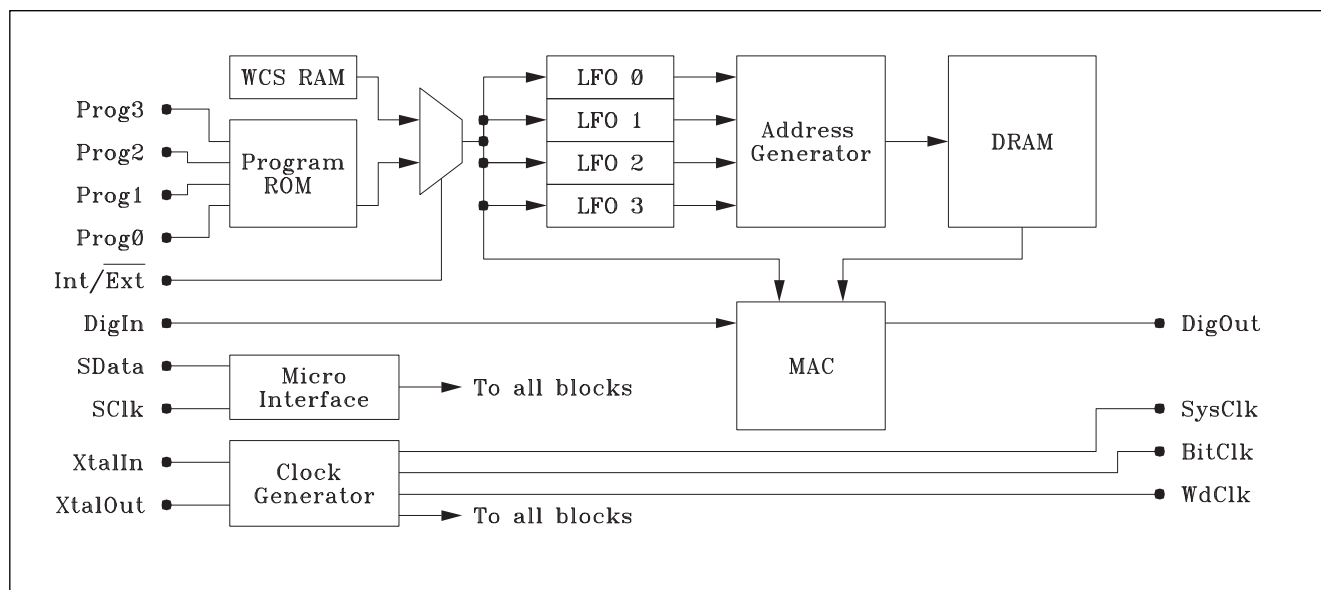 WCS RAM
Prog3
Prog2
Prog1
Prog0
Program
ROM
Int/Ext
DigIn
SData
SClk
XtalIn
XtalOut
LFO 0
LFO 1
LFO 2
LFO 3
Address
Generator
DRAM
MAC
DigOut
Micro
Interface
To all blocks
Clock
Generator
To all blocks
SysClk
BitClk
WdClk